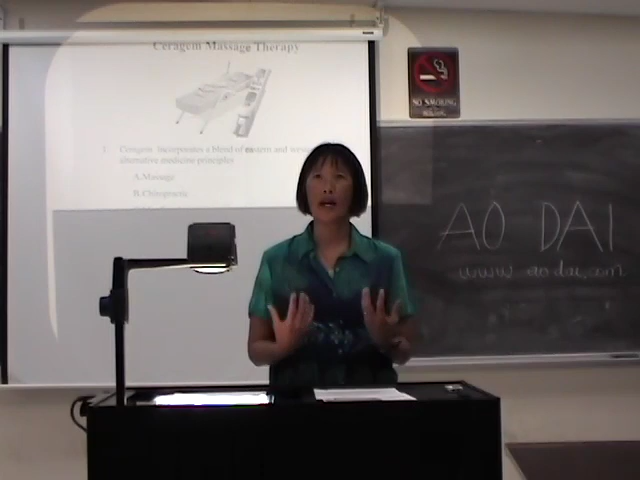 Ceragem Massage Therapy
1. Ceragem incorporates a blend of eastern and
alternative medicine principles
A.Massage
B.Chiropractic
NO SMOKING
AO DAI
www.aodai.com